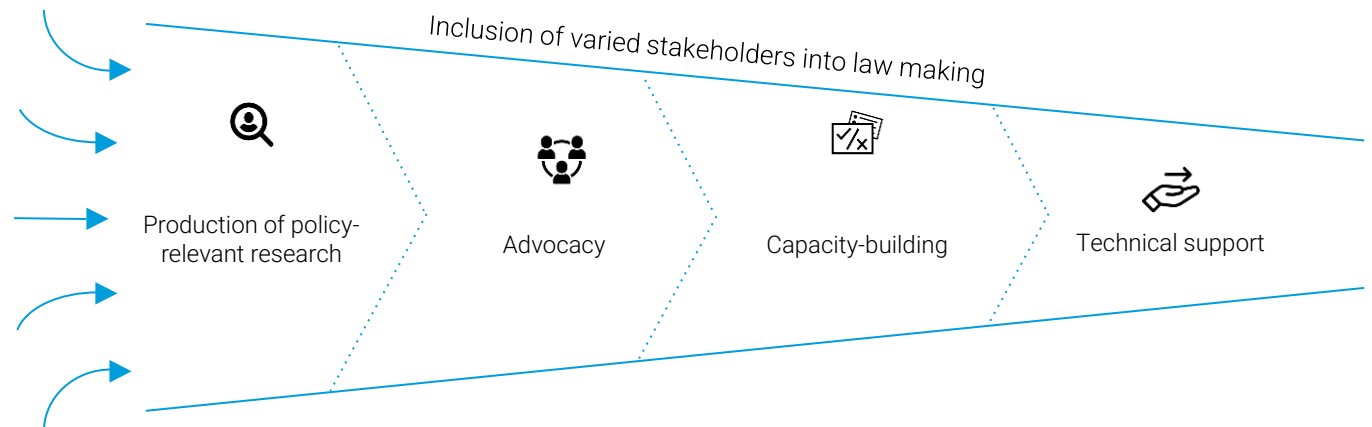 Inclusion of varied stakeholders into law making
Production of policy-
relevant research
Advocacy
Capacity-building
Technical support